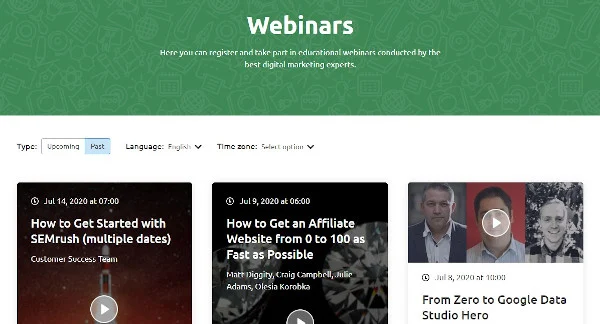 Webinars
Here you can register and take part in educational webinars conducted by the
best digital marketing experts.
Type: Upcoming Past Language: English Time zone: Select option
Jul 14, 2020 at 07:00
How to Get Started with
SEMrush (multiple dates)
Customer Success Team
Jul 9, 2020 at 06:00
How to Get an Affiliate
Website from 0 to 100 as
Fast as Possible
Matt Diggity, Craig Campbell, Julie
Adams, Olesia Korobka
Jul 8, 2020 at 10:00
From Zero to Google Data
Studio Hero